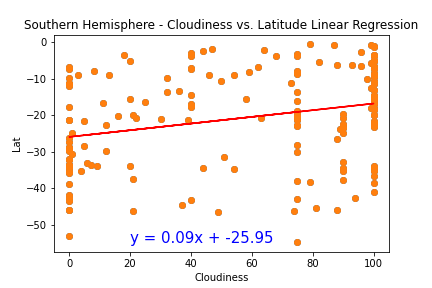 Southern Hemisphere - Cloudiness vs. Latitude Linear Regression
0
−10
−20
−30
−40
−50
Lat
y = 0.09x + -25.95
0 20 40 60 80 100
Cloudiness